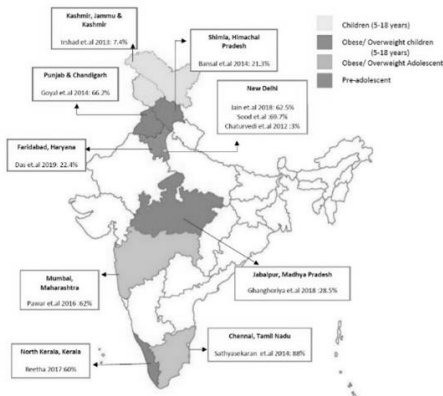 Kashmir, Jammu &
Kashmir
Irshad et.al 2013: 7.4%
Shimla, Himachal
Pradesh
Bansal et.al 2014: 21.3%
Children (5-18 years)
Obese/ Overweight children
(5-18 years)
Obese/ Overweight Adolescent
Pre-adolescent
Punjab & Chandigarh
Goyal et.al 2014: 66.2%
New Delhi
Jain et.al 2018: 62.5%
Sood et.al :69.7%
Chaturvedi et.al 2012 :3%
Faridabad, Haryana
Das et.al 2019: 22.4%
Mumbai,
Maharashtra
Pawar et.al 2016 :62%
Jabalpur, Madhya Pradesh
Ghanghoriya et.al 2018 :28.5%
North Kerala, Kerala
Reetha 2017:60%
Chennai, Tamil Nadu
Sathyasekaran et.al 2014: 88%